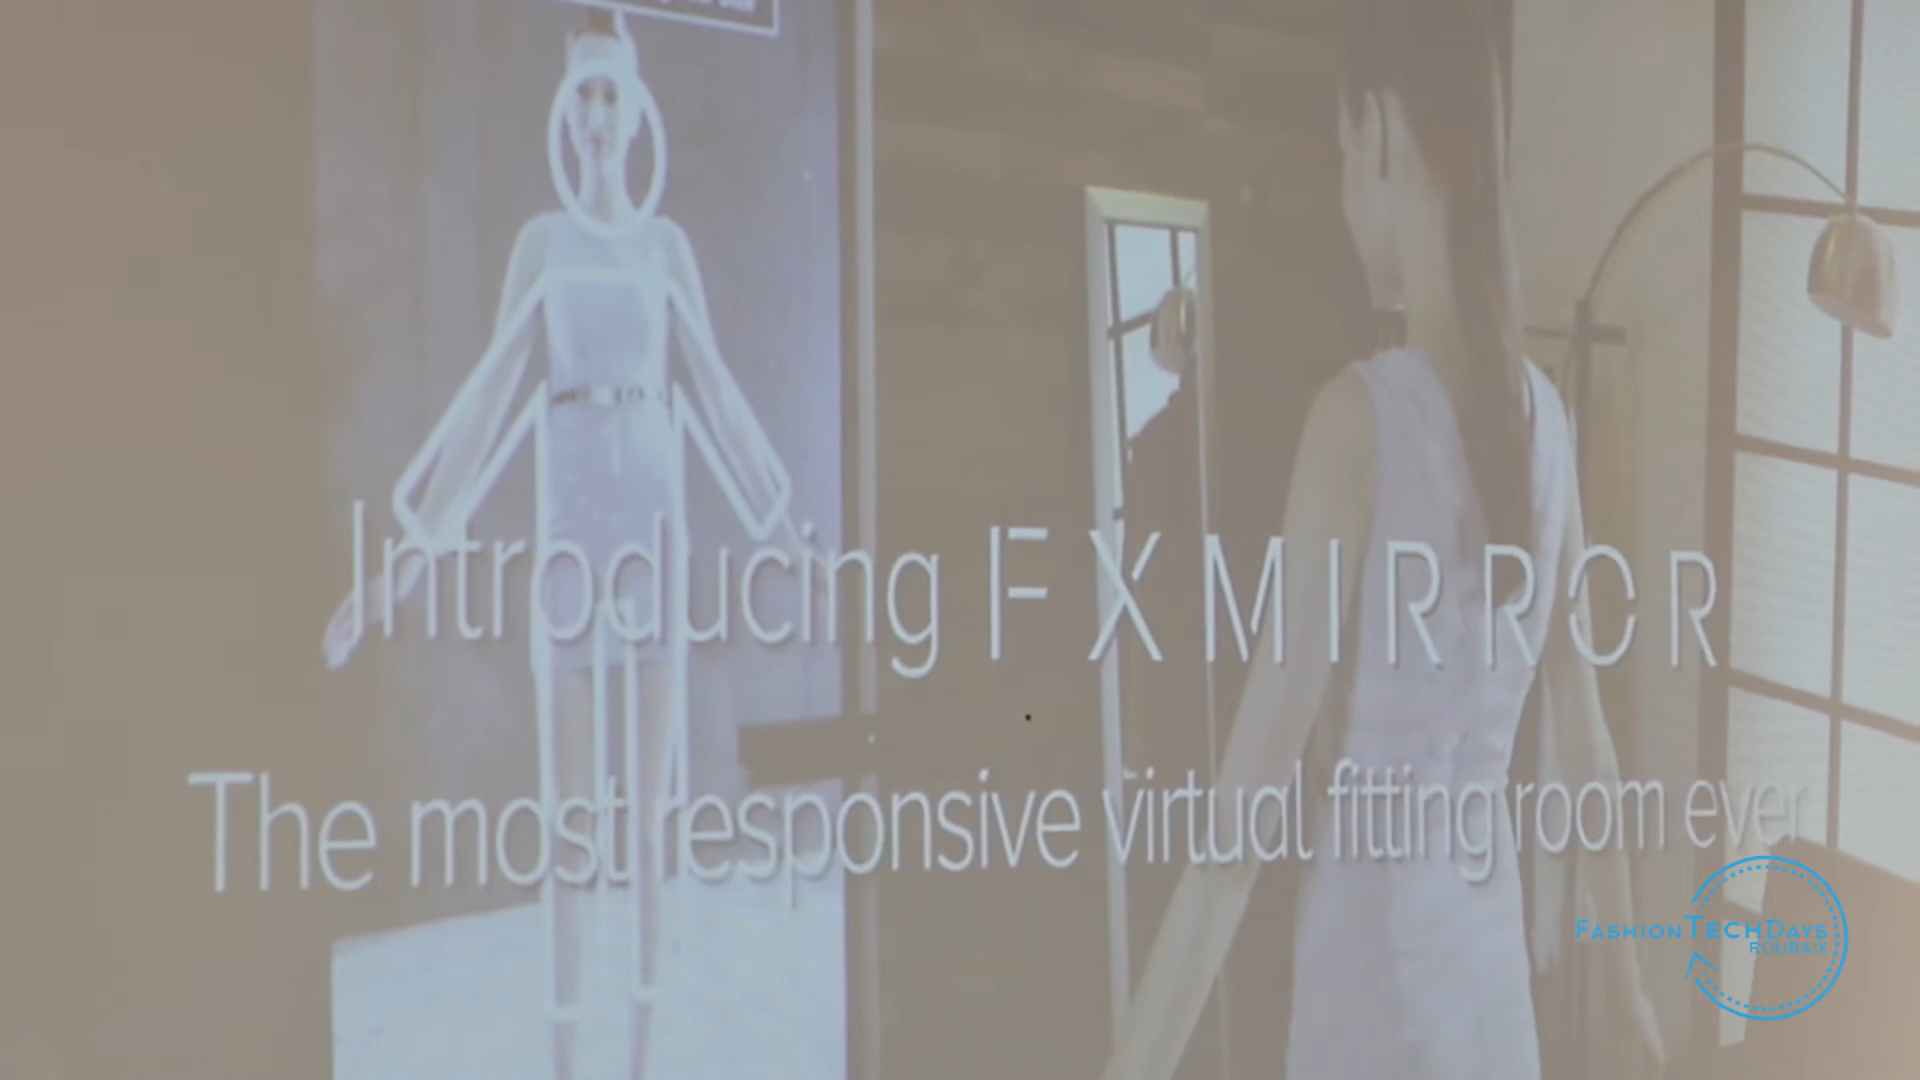 Introducing FXMIRROR
The most responsive virtual fitting room ever
FASHIONTECHDAYS
ROUBAIX